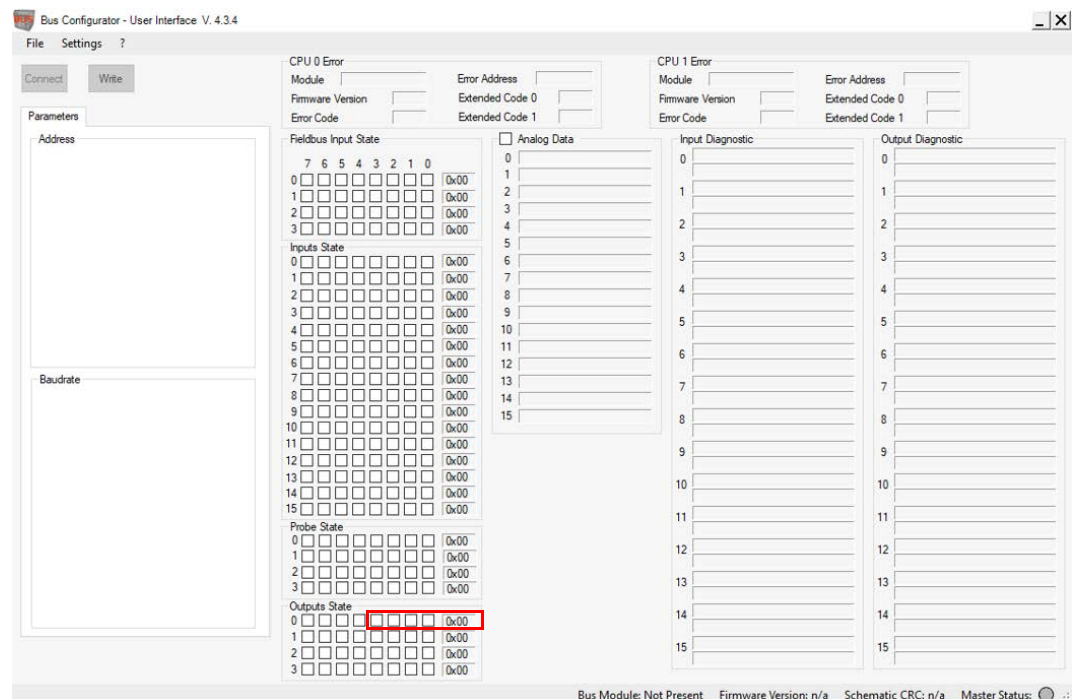 Bus Configurator - User Interface V. 4.3.4
File Settings ?
Connect Write
Parameters
Address
Baudrate
CPU 0 Error
Module Error Address
Firmware Version Extended Code 0
Error Code Extended Code 1
CPU 1 Error
Module Error Address
Firmware Version Extended Code 0
Error Code Extended Code 1
Fieldbus Input State
7 6 5 4 3 2 1 0
0 0x00
1 0x00
2 0x00
3 0x00
Inputs State
0 0x00
1 0x00
2 0x00
3 0x00
4 0x00
5 0x00
6 0x00
7 0x00
8 0x00
9 0x00
10 0x00
11 0x00
12 0x00
13 0x00
14 0x00
15 0x00
Probe State
0 0x00
1 0x00
2 0x00
3 0x00
Outputs State
0 0x00
1 0x00
2 0x00
3 0x00
Analog Data
0
1
2
3
4
5
6
7
8
9
10
11
12
13
14
15
Input Diagnostic
0
1
2
3
4
5
6
7
8
9
10
11
12
13
14
15
Output Diagnostic
0
1
2
3
4
5
6
7
8
9
10
11
12
13
14
15
Bus Module: Not Present Firmware Version: n/a Schematic CRC: n/a Master Status: